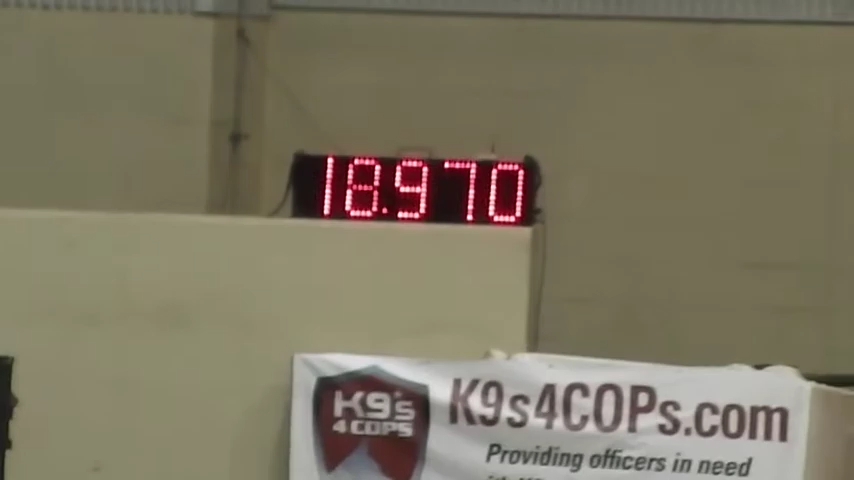 18.970
K9's
4 COPS
K9s4COPs.com
Providing officers in need